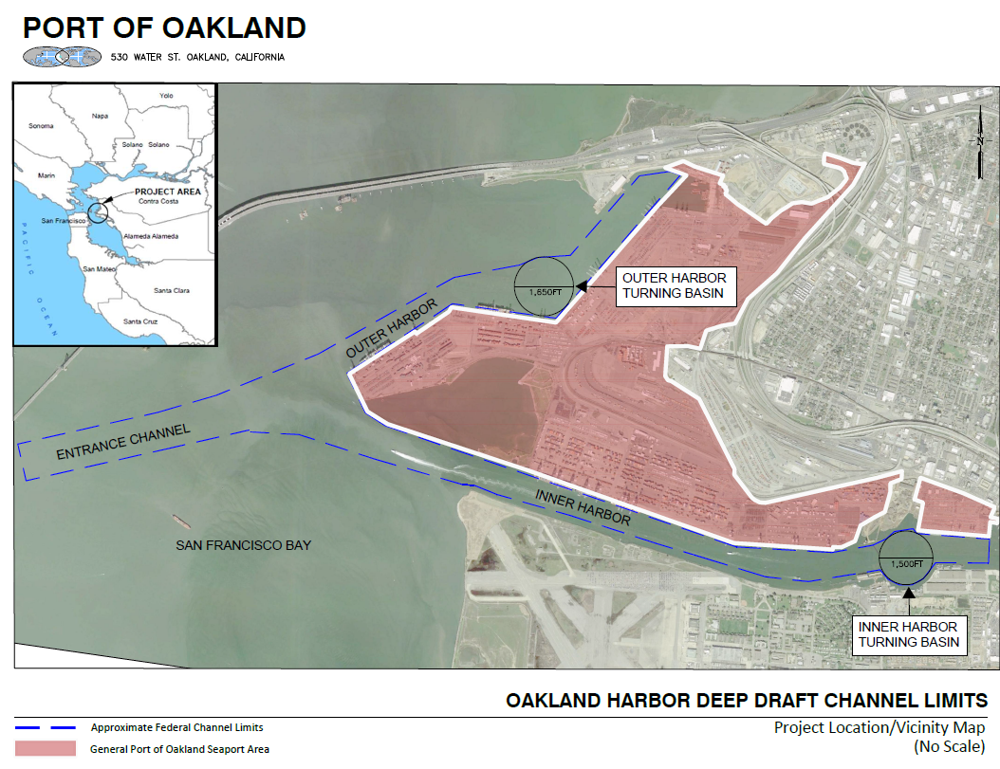 PORT OF OAKLAND
530 WATER ST. OAKLAND, CALIFORNIA
Yolo
Napa
Sonoma
Solano Solano
Marin
PROJECT AREA
Contra Costa
San Francisco
Alameda Alameda
San Mateo
Santa Clara
Santa Cruz
PACIFIC OCEAN
N
OUTER HARBOR
TURNING BASIN
1,650FT
OUTER HARBOR
ENTRANCE CHANNEL
INNER HARBOR
SAN FRANCISCO BAY
1,500FT
INNER HARBOR
TURNING BASIN
OAKLAND HARBOR DEEP DRAFT CHANNEL LIMITS
Approximate Federal Channel Limits
General Port of Oakland Seaport Area
Project Location/Vicinity Map
(No Scale)